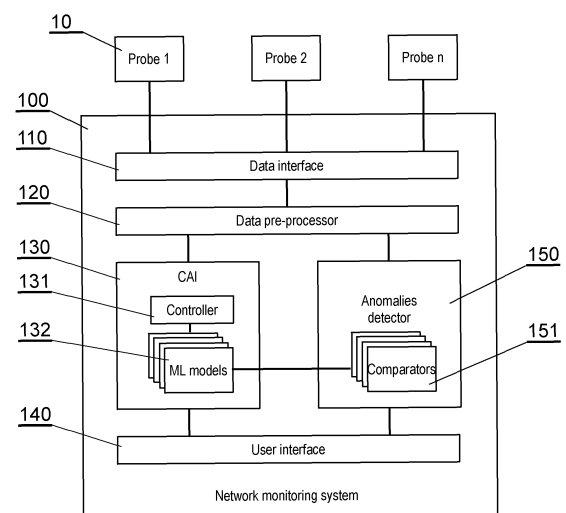 10
Probe 1
Probe 2
Probe n
100
110
Data interface
120
Data pre-processor
130
CAI
150
131
Controller
Anomalies
detector
132
ML models
151
Comparators
140
User interface
Network monitoring system